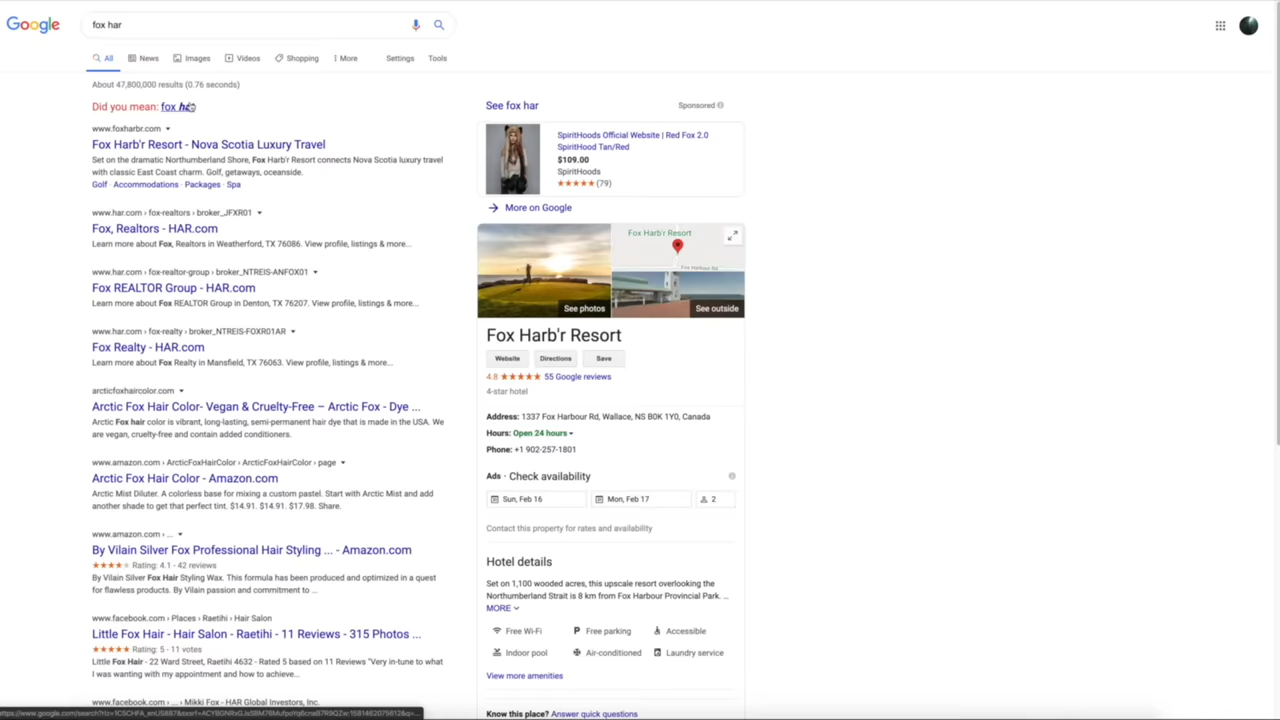 Google
fox har
All News Images Videos Shopping More Settings Tools
About 47,800,000 results (0.76 seconds)
Did you mean: fox
www.foxharbr.com
Fox Harb'r Resort - Nova Scotia Luxury Travel
Set on the dramatic Northumberland Shore, Fox Harb'r Resort connects Nova Scotia luxury travel
with classic East Coast charm. Golf, getaways, oceanside.
Golf · Accommodations · Packages · Spa
www.har.com › fox-realtors › broker_JFXR01
Fox, Realtors - HAR.com
Learn more about Fox, Realtors in Weatherford, TX 76086. View profile, listings & more...
www.har.com › fox-realtor-group › broker_NTREIS-ANFOX01
Fox REALTOR Group - HAR.com
Learn more about Fox REALTOR Group in Denton, TX 76207. View profile, listings & more...
www.har.com › fox-realty › broker_NTREIS-FOXR01AR
Fox Realty - HAR.com
Learn more about Fox Realty in Mansfield, TX 76063. View profile, listings & more...
arcticfoxhaircolor.com
Arctic Fox Hair Color- Vegan & Cruelty-Free – Arctic Fox - Dye ...
Arctic Fox hair color is vibrant, long-lasting, semi-permanent hair dye that is made in the USA. We
are vegan, cruelty-free and contain added conditioners.
www.amazon.com › ArcticFoxHairColor › ArcticFoxHairColor › page
Arctic Fox Hair Color - Amazon.com
Arctic Mist Diluter. A colorless base for mixing a custom pastel. Start with Arctic Mist and add
another shade to get that perfect tint. $14.91. $14.91. $17.98. Share.
www.amazon.com › ...
By Vilain Silver Fox Professional Hair Styling ... - Amazon.com
Rating: 4.1 - 42 reviews
By Vilain Silver Fox Hair Styling Wax. This formula has been produced and optimized in a quest
for flawless products. By Vilain passion and commitment to ...
www.facebook.com › Places › Raetihi › Hair Salon
Little Fox Hair - Hair Salon - Raetihi - 11 Reviews - 315 Photos ...
Rating: 5 - 11 votes
Little Fox Hair - 22 Ward Street, Raetihi 4632 - Rated 5 based on 11 Reviews "Very in-tune to what
I was wanting with my appointment and how to achieve...
www.facebook.com › ... › Mikki Fox - HAR Global Investors, Inc.
See fox har Sponsored
SpiritHoods Official Website | Red Fox 2.0
SpiritHood Tan/Red
$109.00
SpiritHoods
(79)
More on Google
Fox Harb'r Resort
Fox Harbour Rd
See photos See outside
Fox Harb'r Resort
Website Directions Save
4.8 55 Google reviews
4-star hotel
Address: 1337 Fox Harbour Rd, Wallace, NS B0K 1Y0, Canada
Hours: Open 24 hours
Phone: +1 902-257-1801
Ads · Check availability
Sun, Feb 16 Mon, Feb 17 2
Contact this property for rates and availability
Hotel details
Set on 1,100 wooded acres, this upscale resort overlooking the
Northumberland Strait is 8 km from Fox Harbour Provincial Park. ...
MORE
Free Wi-Fi Free parking Accessible
Indoor pool Air-conditioned Laundry service
View more amenities
Know this place? Answer quick questions